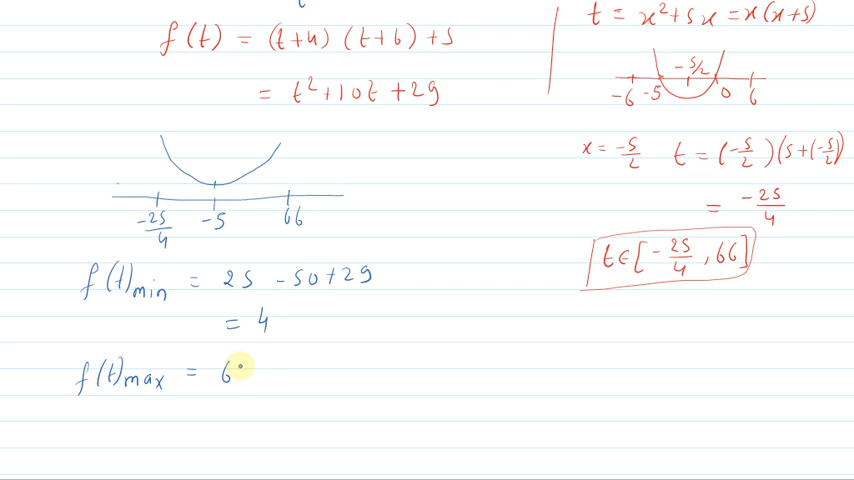 f(t) = (t+4) (t+6) +5
= t²+10t +29
-25/4 -5 66
f(t)min = 25 -50+29
= 4
f(t)max = 6
t = x²+5x = x(x+5)
-5/2
-6 -5 0 6
x = -5/2 t = (-5/2)(5+(-5/2))
= -25/4
t∈[-25/4, 66]